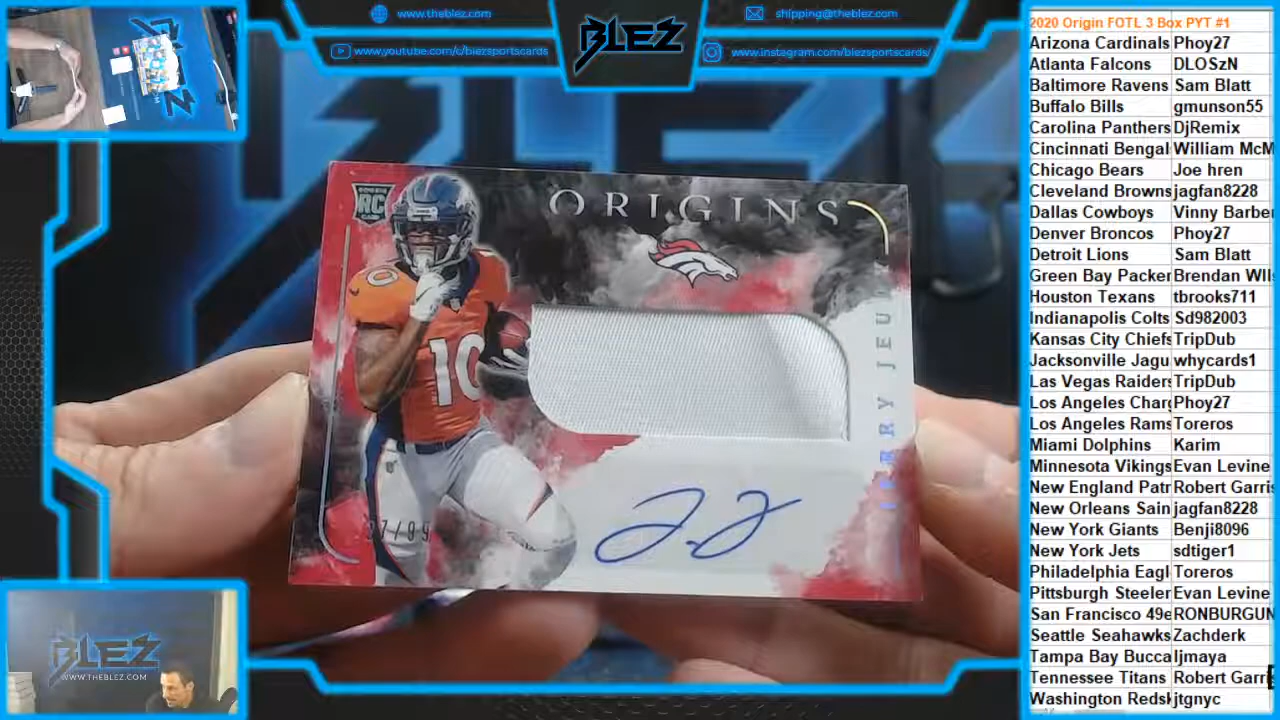 www.theblez.com
shipping@theblez.com
www.youtube.com/c/blezsportscards
BLEZ
www.instagram.com/blezsportscards/
2020 Origin FOTL 3 Box PYT #1
Arizona Cardinals Phoy27
Atlanta Falcons DLOSzN
Baltimore Ravens Sam Blatt
Buffalo Bills gmunson55
Carolina Panthers DjRemix
Cincinnati Bengal William McM
Chicago Bears Joe hren
Cleveland Browns jagfan8228
Dallas Cowboys Vinny Barber
Denver Broncos Phoy27
Detroit Lions Sam Blatt
Green Bay Packer Brendan WIls
Houston Texans tbrooks711
Indianapolis Colts Sd982003
Kansas City Chiefs TripDub
Jacksonville Jagu whycards1
Las Vegas Raiders TripDub
Los Angeles Charg Phoy27
Los Angeles Rams Toreros
Miami Dolphins Karim
Minnesota Vikings Evan Levine
New England Patr Robert Garris
New Orleans Sain jagfan8228
New York Giants Benji8096
New York Jets sdtiger1
Philadelphia Eagl Toreros
Pittsburgh Steeler Evan Levine
San Francisco 49e RONBURGUN
Seattle Seahawks Zachderk
Tampa Bay Bucca ljmaya
Tennessee Titans Robert Garris
Washington Redsk jtgnyc
RC
ORIGINS
10
JERRY JEU
J.J
BLEZ
WWW.THEBLEZ.COM